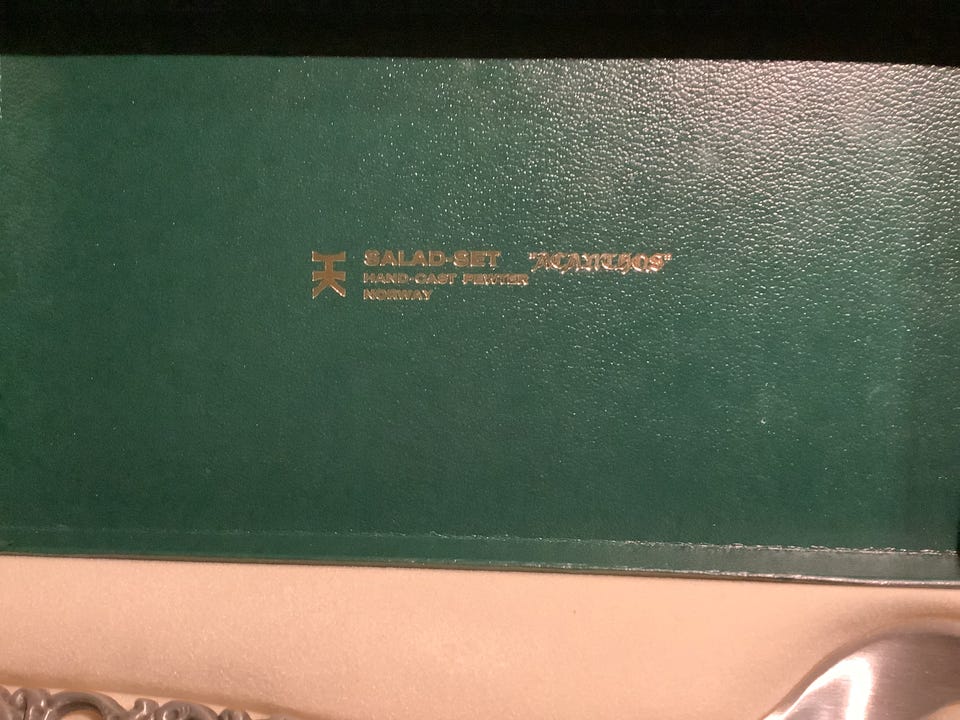 SALAD-SET "ACANTHOS"
HAND-CAST PEWTER
NORWAY